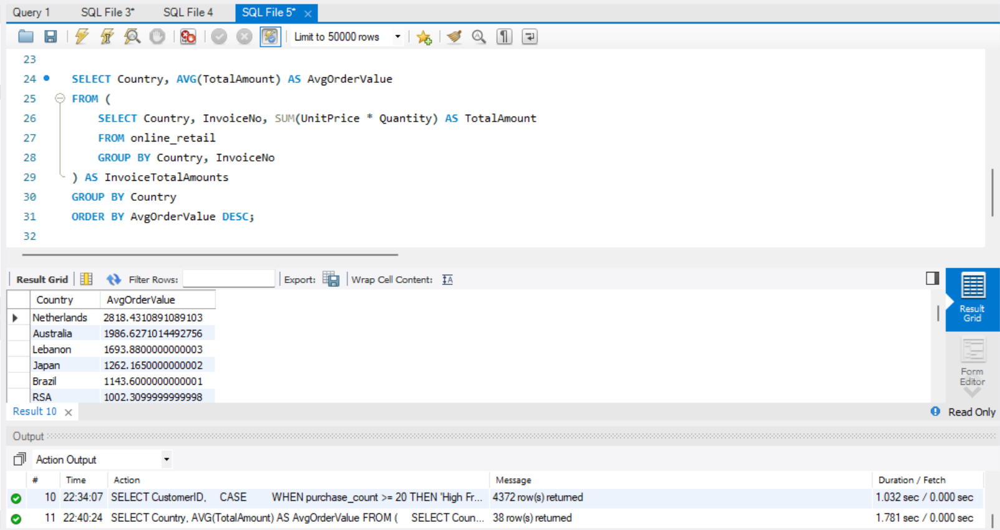 Query 1 SQL File 3* SQL File 4 SQL File 5*
Limit to 50000 rows
23
24 SELECT Country, AVG(TotalAmount) AS AvgOrderValue
25 FROM (
26 SELECT Country, InvoiceNo, SUM(UnitPrice * Quantity) AS TotalAmount
27 FROM online_retail
28 GROUP BY Country, InvoiceNo
29 ) AS InvoiceTotalAmounts
30 GROUP BY Country
31 ORDER BY AvgOrderValue DESC;
32
Result Grid Filter Rows: Export: Wrap Cell Content:
Country AvgOrderValue
Netherlands 2818.4310891089103
Australia 1986.6271014492756
Lebanon 1693.8800000000003
Japan 1262.1650000000002
Brazil 1143.6000000000001
RSA 1002.3099999999998
Result
Grid
Form
Editor
Result 10 Read Only
Output
Action Output
# Time Action Message Duration / Fetch
10 22:34:07 SELECT CustomerID, CASE WHEN purchase_count >= 20 THEN 'High Fr... 4372 row(s) returned 1.032 sec / 0.000 sec
11 22:40:24 SELECT Country, AVG(TotalAmount) AS AvgOrderValue FROM ( SELECT Coun... 38 row(s) returned 1.781 sec / 0.000 sec